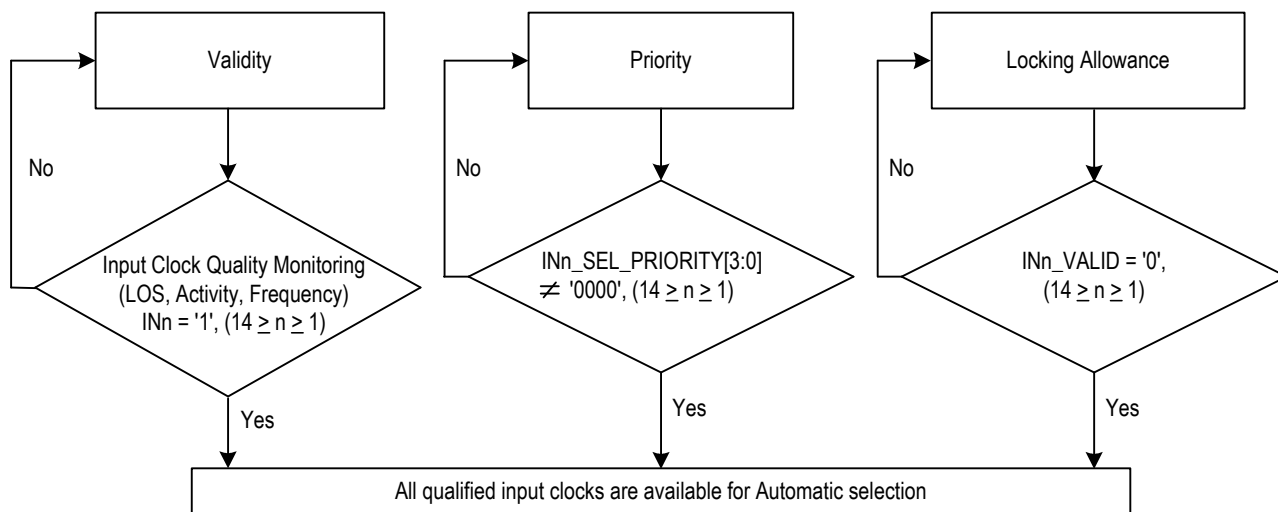 Validity
Priority
Locking Allowance
No
No
No
Input Clock Quality Monitoring
(LOS, Activity, Frequency)
INn = '1', (14 ≥ n ≥ 1)
INn_SEL_PRIORITY[3:0]
≠ '0000', (14 ≥ n ≥ 1)
INn_VALID = '0',
(14 ≥ n ≥ 1)
Yes
Yes
Yes
All qualified input clocks are available for Automatic selection